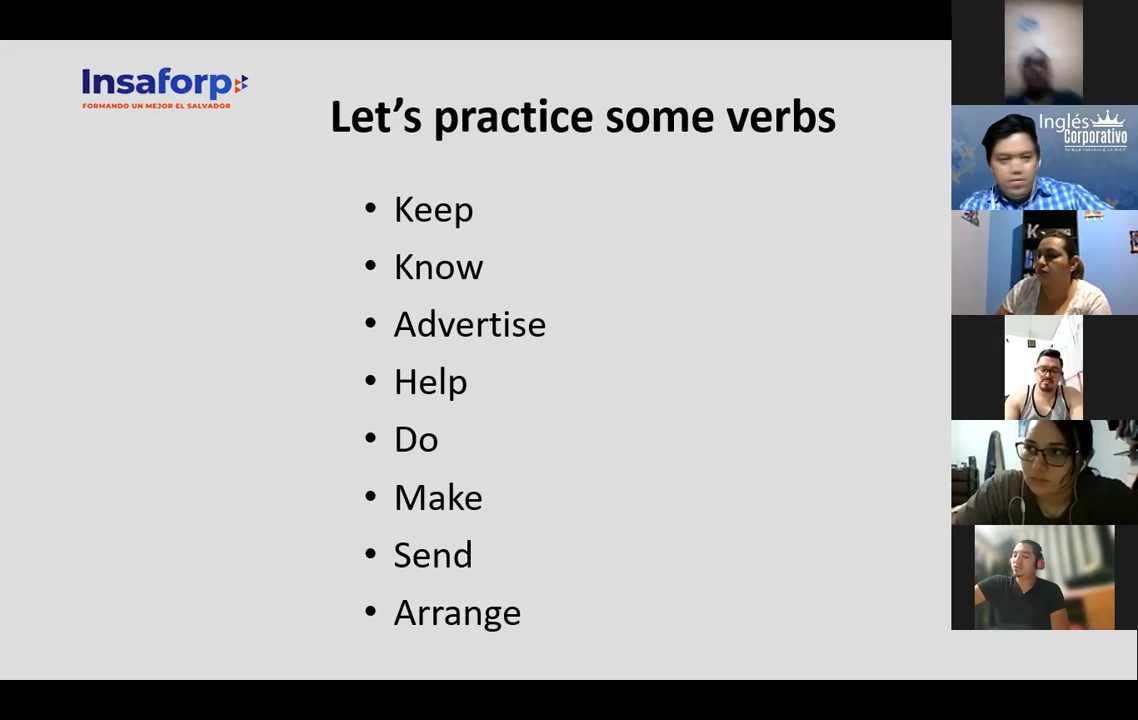 Insaforp
FORMANDO UN MEJOR EL SALVADOR
Let's practice some verbs
• Keep
• Know
• Advertise
• Help
• Do
• Make
• Send
• Arrange
Inglés
Corporativo